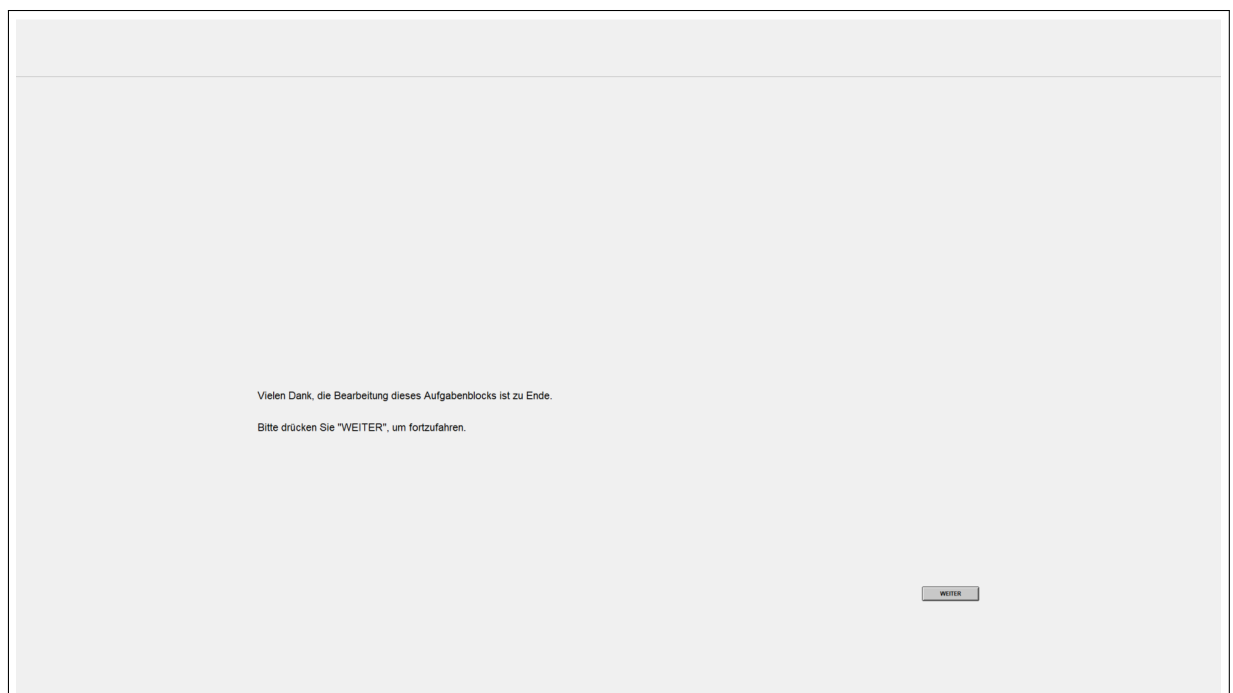 Vielen Dank, die Bearbeitung dieses Aufgabenblocks ist zu Ende.
Bitte drücken Sie "WEITER", um fortzufahren.
WEITER